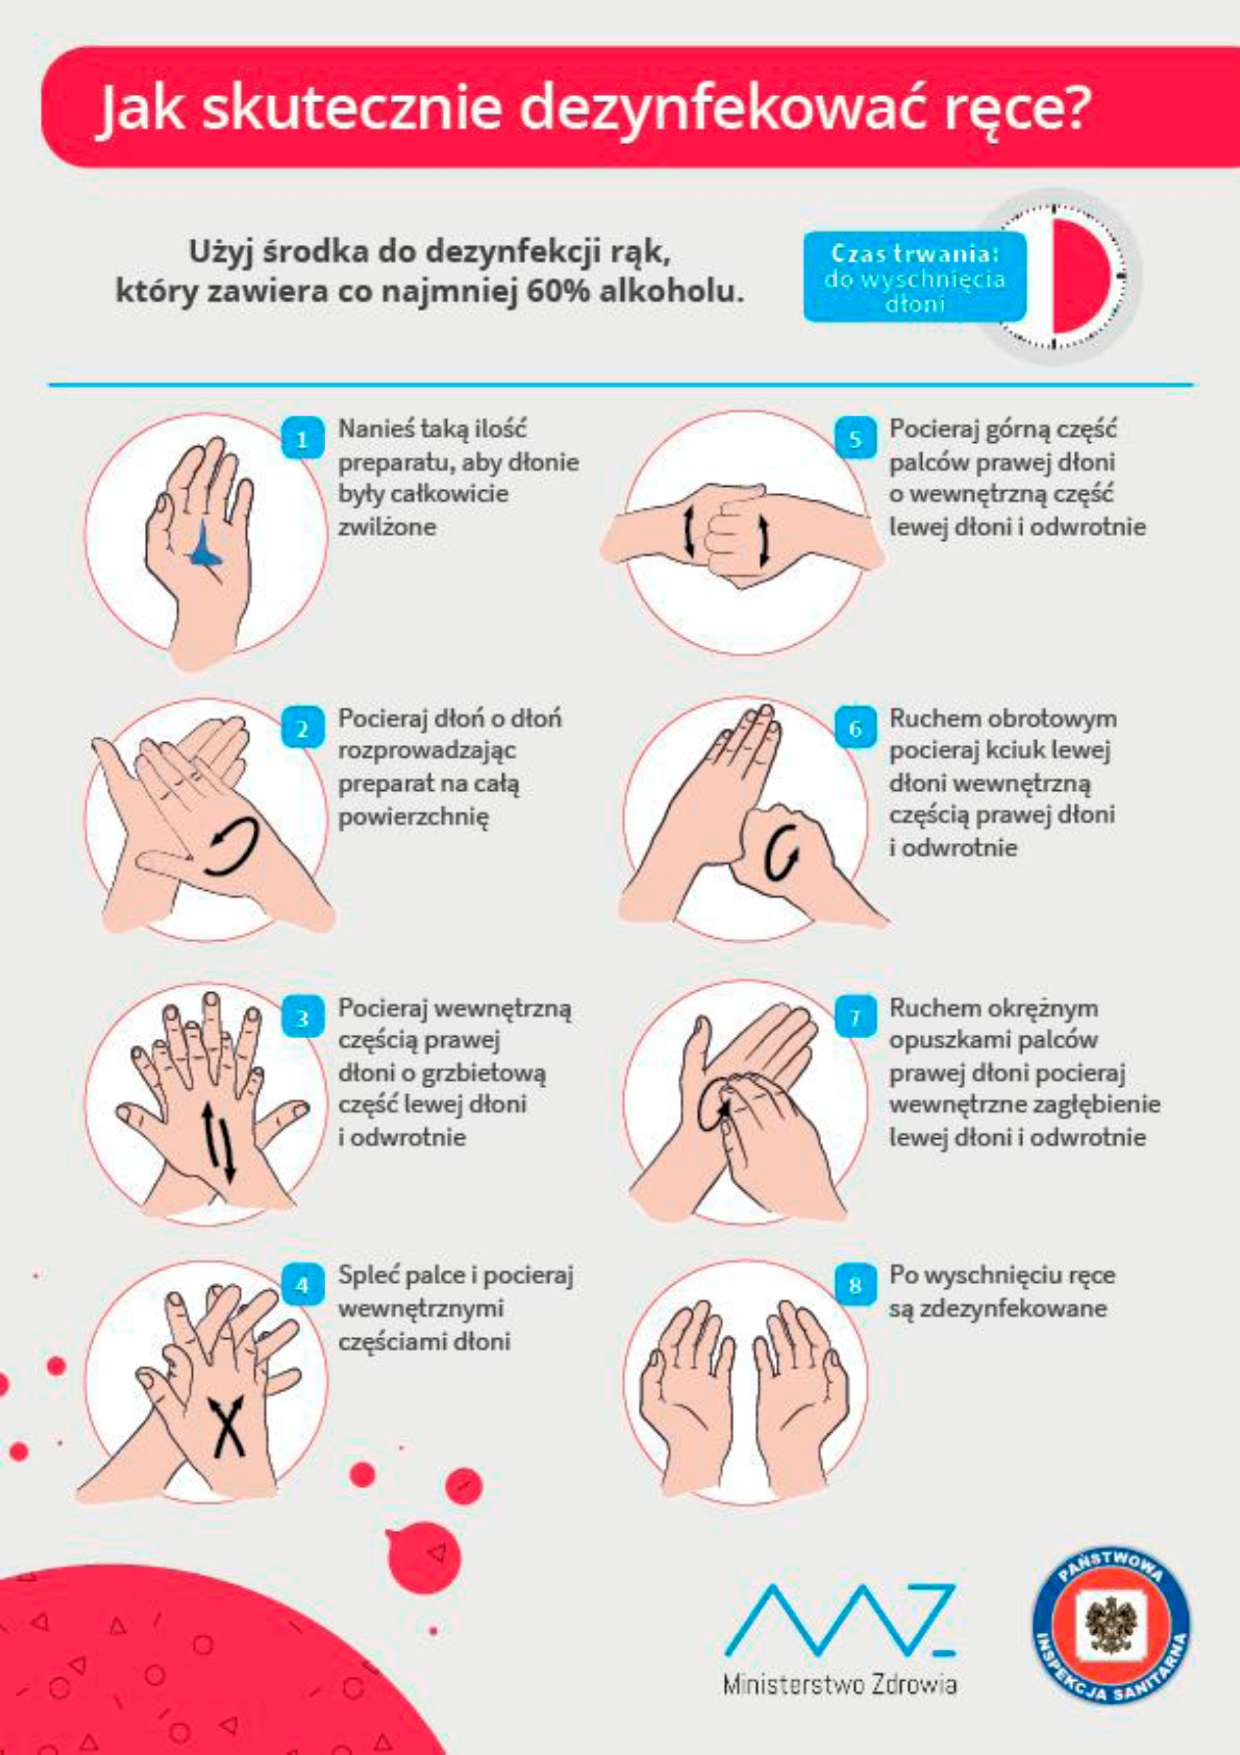 Jak skutecznie dezynfekować ręce?
Użyj środka do dezynfekcji rąk,
który zawiera co najmniej 60% alkoholu.
Czas trwania:
do wyschnięcia
dłoni
1
Nanieś taką ilość
preparatu, aby dłonie
były całkowicie
zwilżone
2
Pocieraj dłoń o dłoń
rozprowadzając
preparat na całą
powierzchnię
3
Pocieraj wewnętrzną
częścią prawej
dłoni o grzbietową
część lewej dłoni
i odwrotnie
4
Spleć palce i pocieraj
wewnętrznymi
częściami dłoni
5
Pocieraj górną część
palców prawej dłoni
o wewnętrzną część
lewej dłoni i odwrotnie
6
Ruchem obrotowym
pocieraj kciuk lewej
dłoni wewnętrzną
częścią prawej dłoni
i odwrotnie
7
Ruchem okrężnym
opuszkami palców
prawej dłoni pocieraj
wewnętrzne zagłębienie
lewej dłoni i odwrotnie
8
Po wyschnięciu ręce
są zdezynfekowane
MZ
Ministerstwo Zdrowia
PAŃSTWOWA
INSPEKCJA SANITARNA